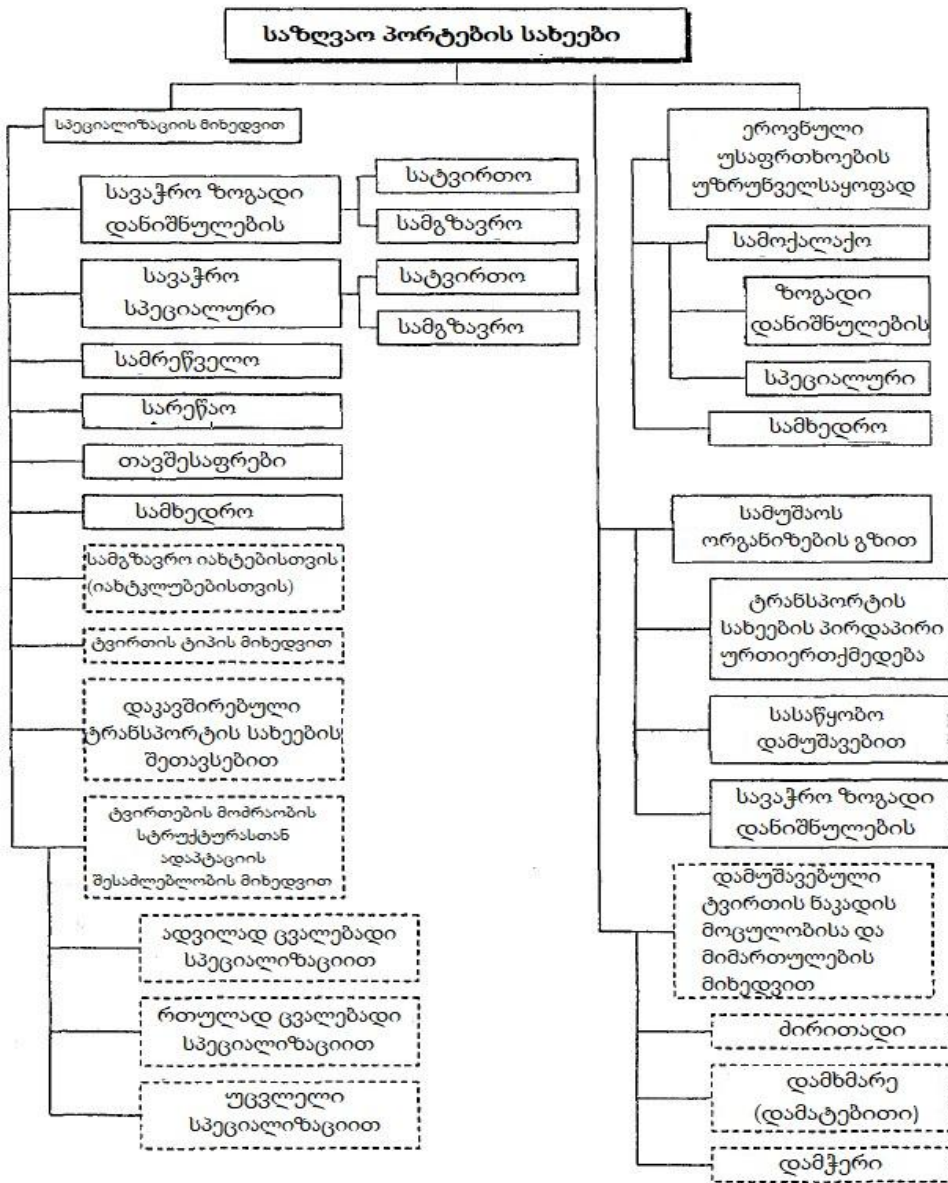 საზღვაო პორტების სახეები
სპეციალიზაციის მიხედვით
სავაჭრო ზოგადი
დანიშნულების
სატვირთო
სამგზავრო
სავაჭრო
სპეციალური
სატვირთო
სამგზავრო
სამრეწველო
სარეწაო
თავშესაფრები
სამხედრო
სამგზავრო იახტებისთვის
(იახტკლუბებისთვის)
ტვირთის ტიპის მიხედვით
დაკავშირებული
ტრანსპორტის სახეების
შეთავსებით
ტვირთების მოძრაობის
სტრუქტურასთან
ადაპტაციის
შესაძლებლობის მიხედვით
ადვილად ცვალებადი
სპეციალიზაციით
რთულად ცვალებადი
სპეციალიზაციით
უცვლელი
სპეციალიზაციით
ეროვნული
უსაფრთხოების
უზრუნველსაყოფად
სამოქალაქო
ზოგადი
დანიშნულების
სპეციალური
სამხედრო
სამუშაოს
ორგანიზების გზით
ტრანსპორტის
სახეების პირდაპირი
ურთიერთქმედება
სასაწყობო
დამუშავებით
სავაჭრო ზოგადი
დანიშნულების
დამუშავებული
ტვირთის ნაკადის
მოცულობისა და
მიმართულების
მიხედვით
ძირითადი
დამხმარე
(დამატებითი)
დამჭერი